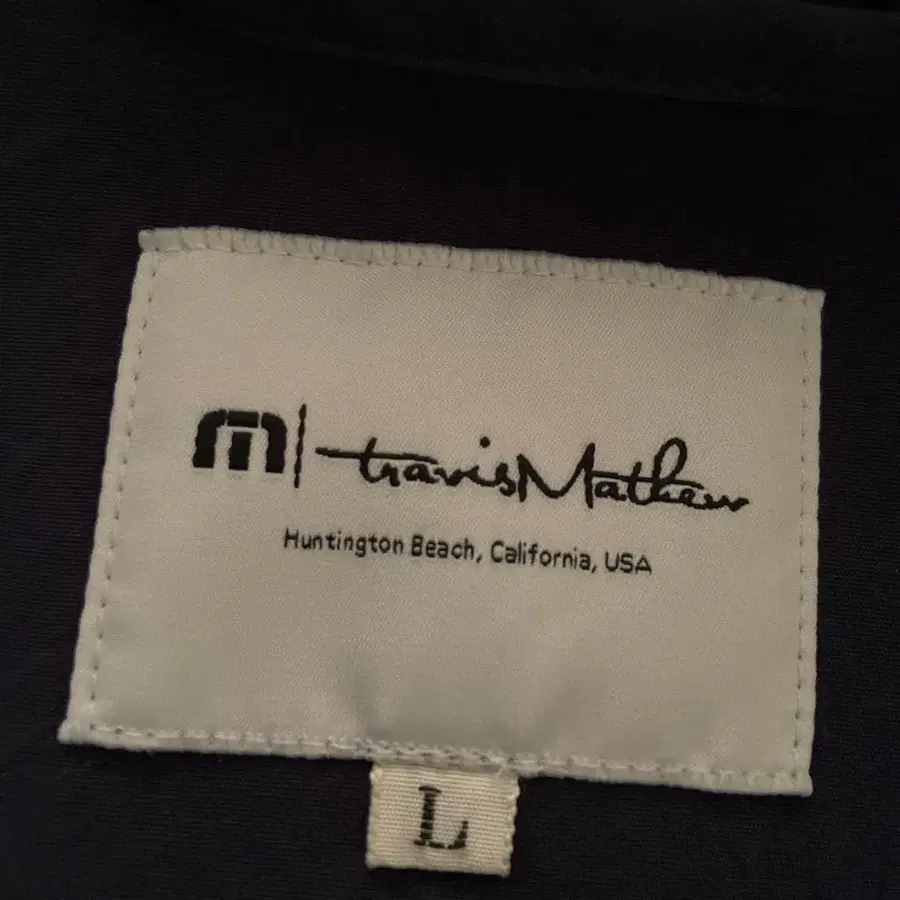 travisMathew
Huntington Beach, California, USA
L